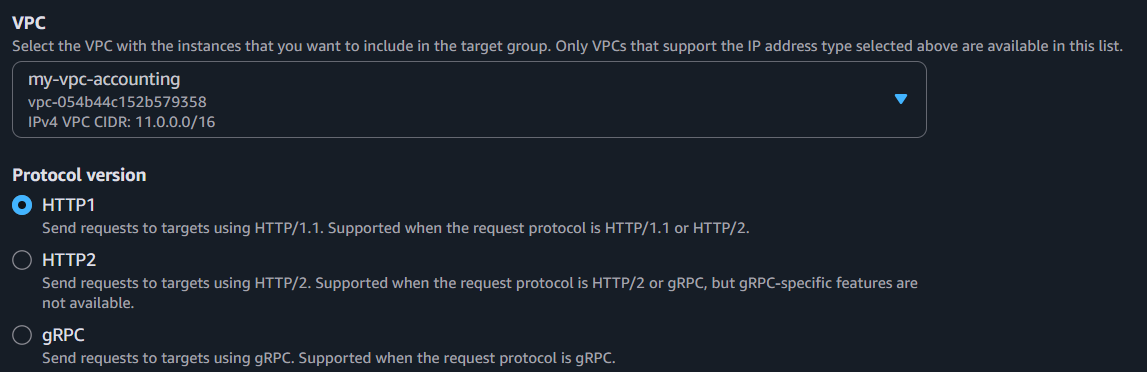 VPC
Select the VPC with the instances that you want to include in the target group. Only VPCs that support the IP address type selected above are available in this list.
my-vpc-accounting
vpc-054b44c152b579358
IPv4 VPC CIDR: 11.0.0.0/16
Protocol version
HTTP1
Send requests to targets using HTTP/1.1. Supported when the request protocol is HTTP/1.1 or HTTP/2.
HTTP2
Send requests to targets using HTTP/2. Supported when the request protocol is HTTP/2 or gRPC, but gRPC-specific features are
not available.
gRPC
Send requests to targets using gRPC. Supported when the request protocol is gRPC.